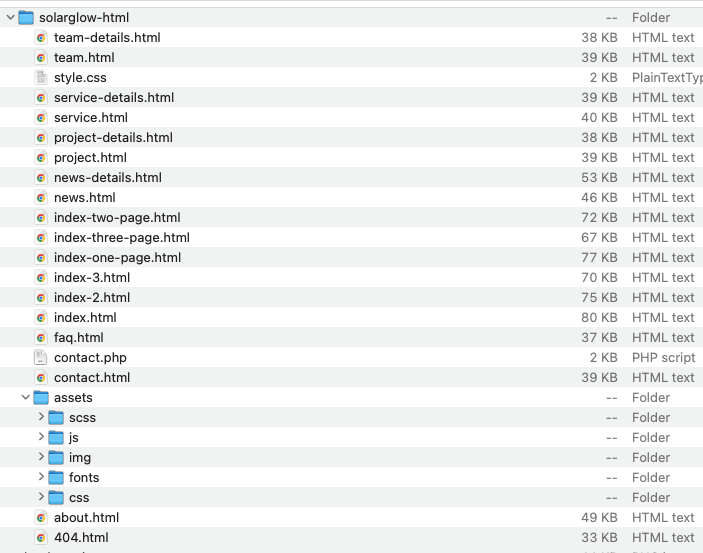 solarglow-html -- Folder
team-details.html 38 KB HTML text
team.html 39 KB HTML text
style.css 2 KB PlainTextTyp
service-details.html 39 KB HTML text
service.html 40 KB HTML text
project-details.html 38 KB HTML text
project.html 39 KB HTML text
news-details.html 53 KB HTML text
news.html 46 KB HTML text
index-two-page.html 72 KB HTML text
index-three-page.html 67 KB HTML text
index-one-page.html 77 KB HTML text
index-3.html 70 KB HTML text
index-2.html 75 KB HTML text
index.html 80 KB HTML text
faq.html 37 KB HTML text
contact.php 2 KB PHP script
contact.html 39 KB HTML text
assets -- Folder
scss -- Folder
js -- Folder
img -- Folder
fonts -- Folder
css -- Folder
about.html 49 KB HTML text
404.html 33 KB HTML text